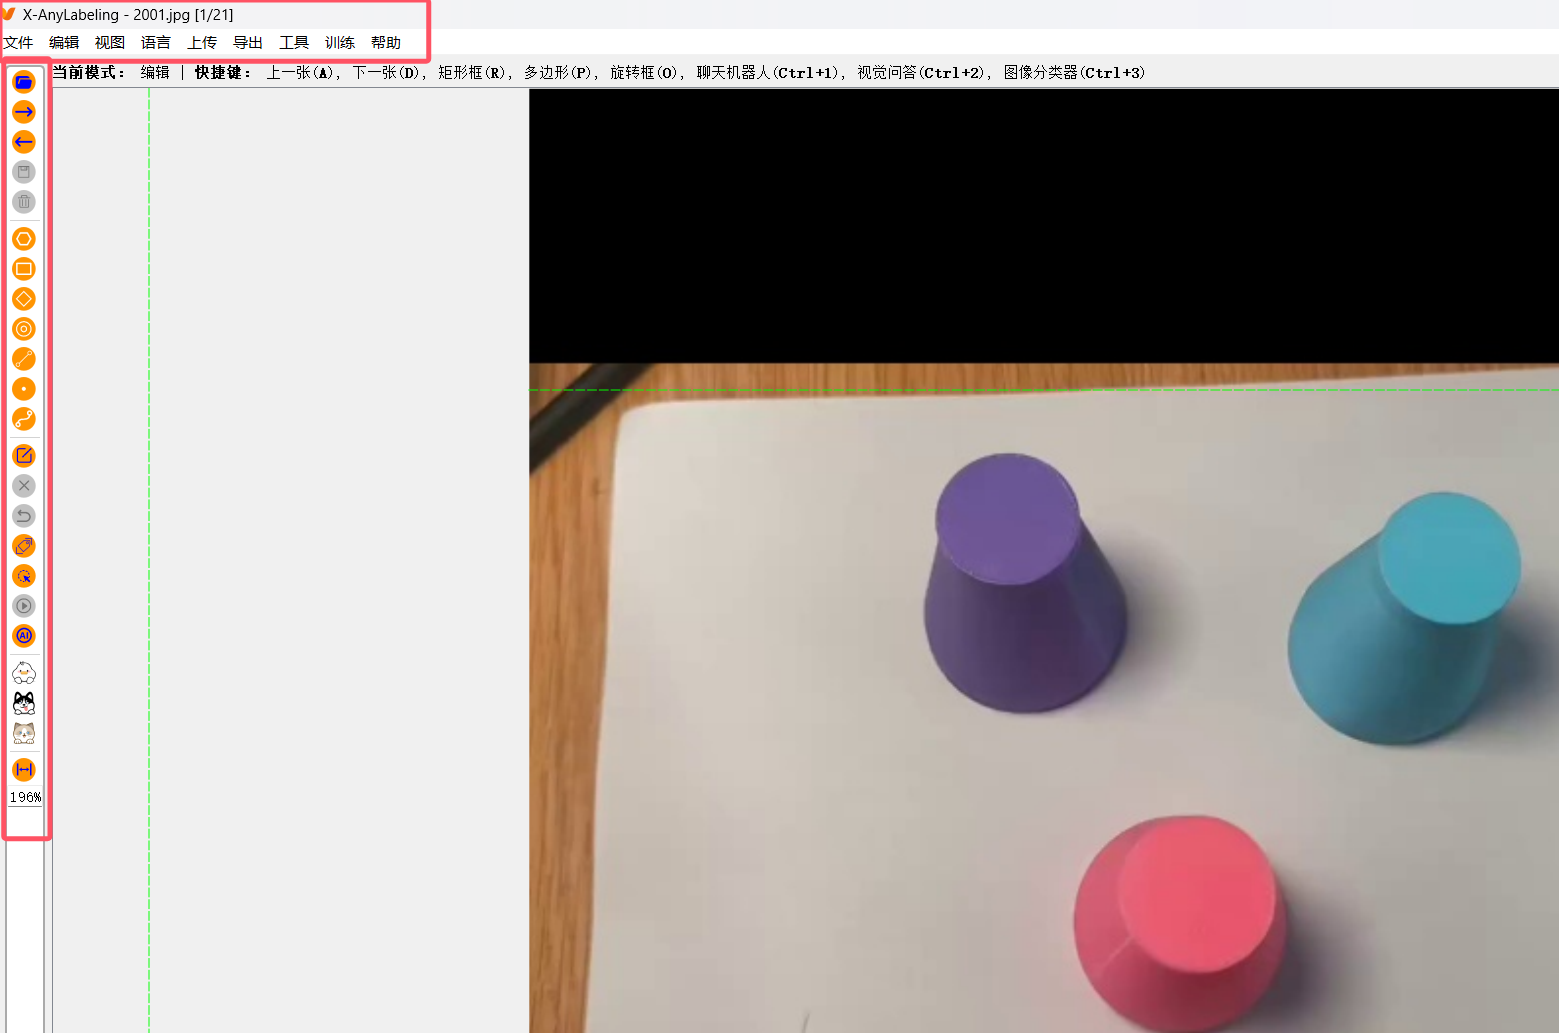 X-AnyLabeling - 2001.jpg [1/21]
文件 编辑 视图 语言 上传 导出 工具 训练 帮助
当前模式： 编辑 | 快捷键： 上一张(A), 下一张(D), 矩形框(R), 多边形(P), 旋转框(O), 聊天机器人(Ctrl+1), 视觉问答(Ctrl+2), 图像分类器(Ctrl+3)
AI
196%